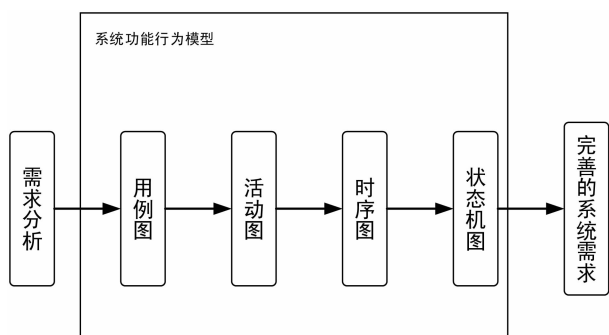 系统功能行为模型
需求分析
用例图
活动图
时序图
状态机图
完善的系统需求